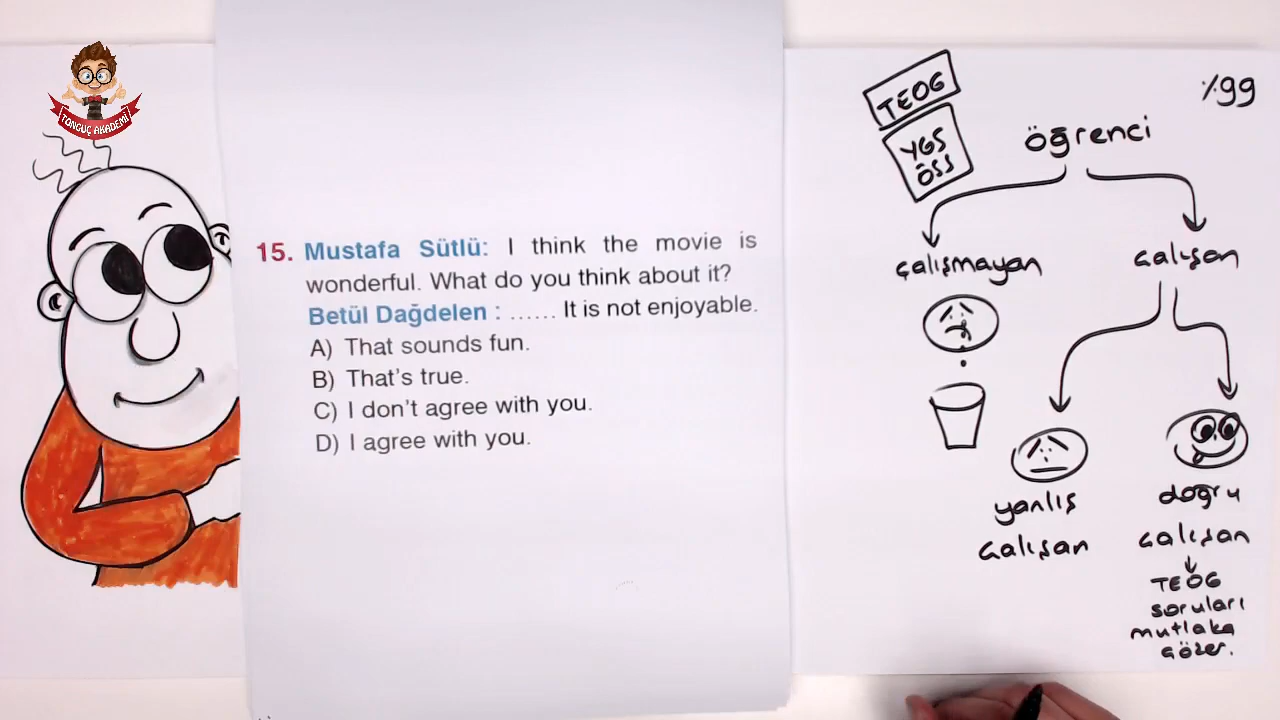 TONGUÇ AKADEMİ
15. Mustafa Sütlü: I think the movie is
wonderful. What do you think about it?
Betül Dağdelen : ...... It is not enjoyable.
A) That sounds fun.
B) That's true.
C) I don't agree with you.
D) I agree with you.
%99
TEOG
YGS
ÖSS
öğrenci
çalışmayan
çalışan
yanlış
çalışan
doğru
çalışan
TEOG
soruları
mutlaka
çözer.